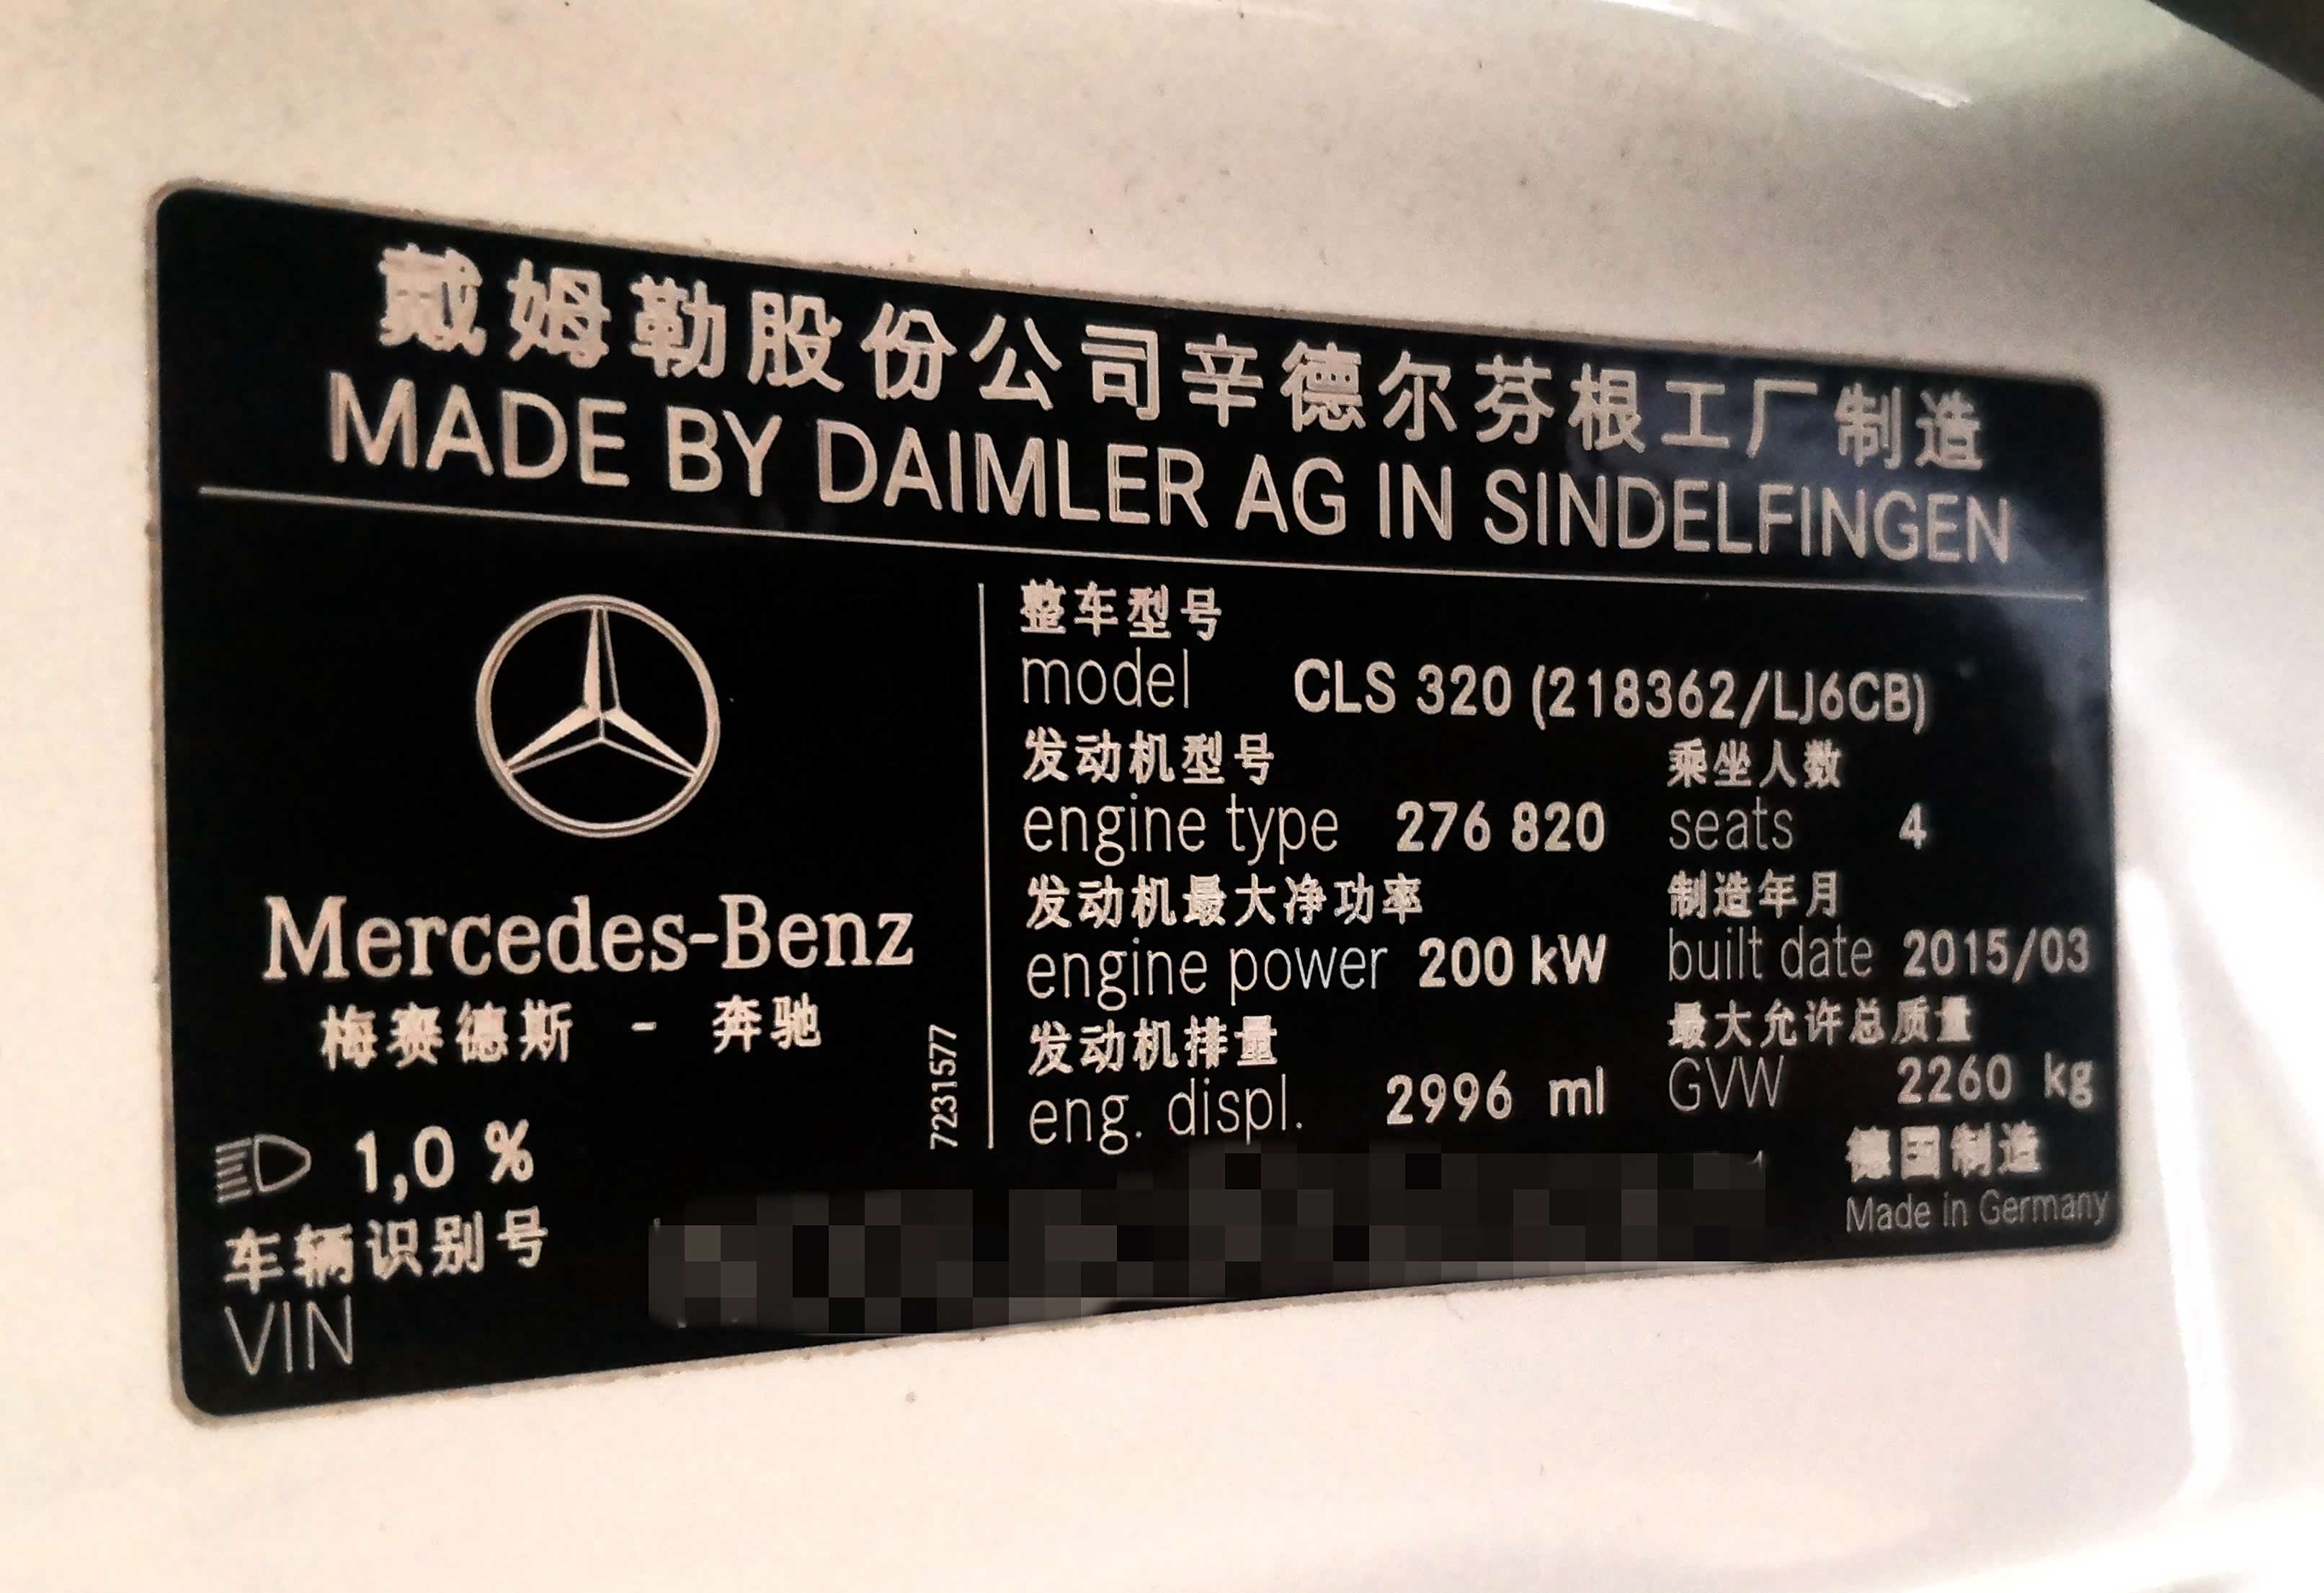 戴姆勒股份公司辛德尔芬根工厂制造
MADE BY DAIMLER AG IN SINDELFINGEN
Mercedes-Benz
梅赛德斯 - 奔驰
7231577
1,0 %
整车型号
model CLS 320 (218362/LJ6CB)
发动机型号 乘坐人数
engine type 276 820 seats 4
发动机最大净功率 制造年月
engine power 200 kW built date 2015/03
发动机排量 最大允许总质量
eng. displ. 2996 ml GVW 2260 kg
德国制造
Made in Germany
车辆识别号
VIN